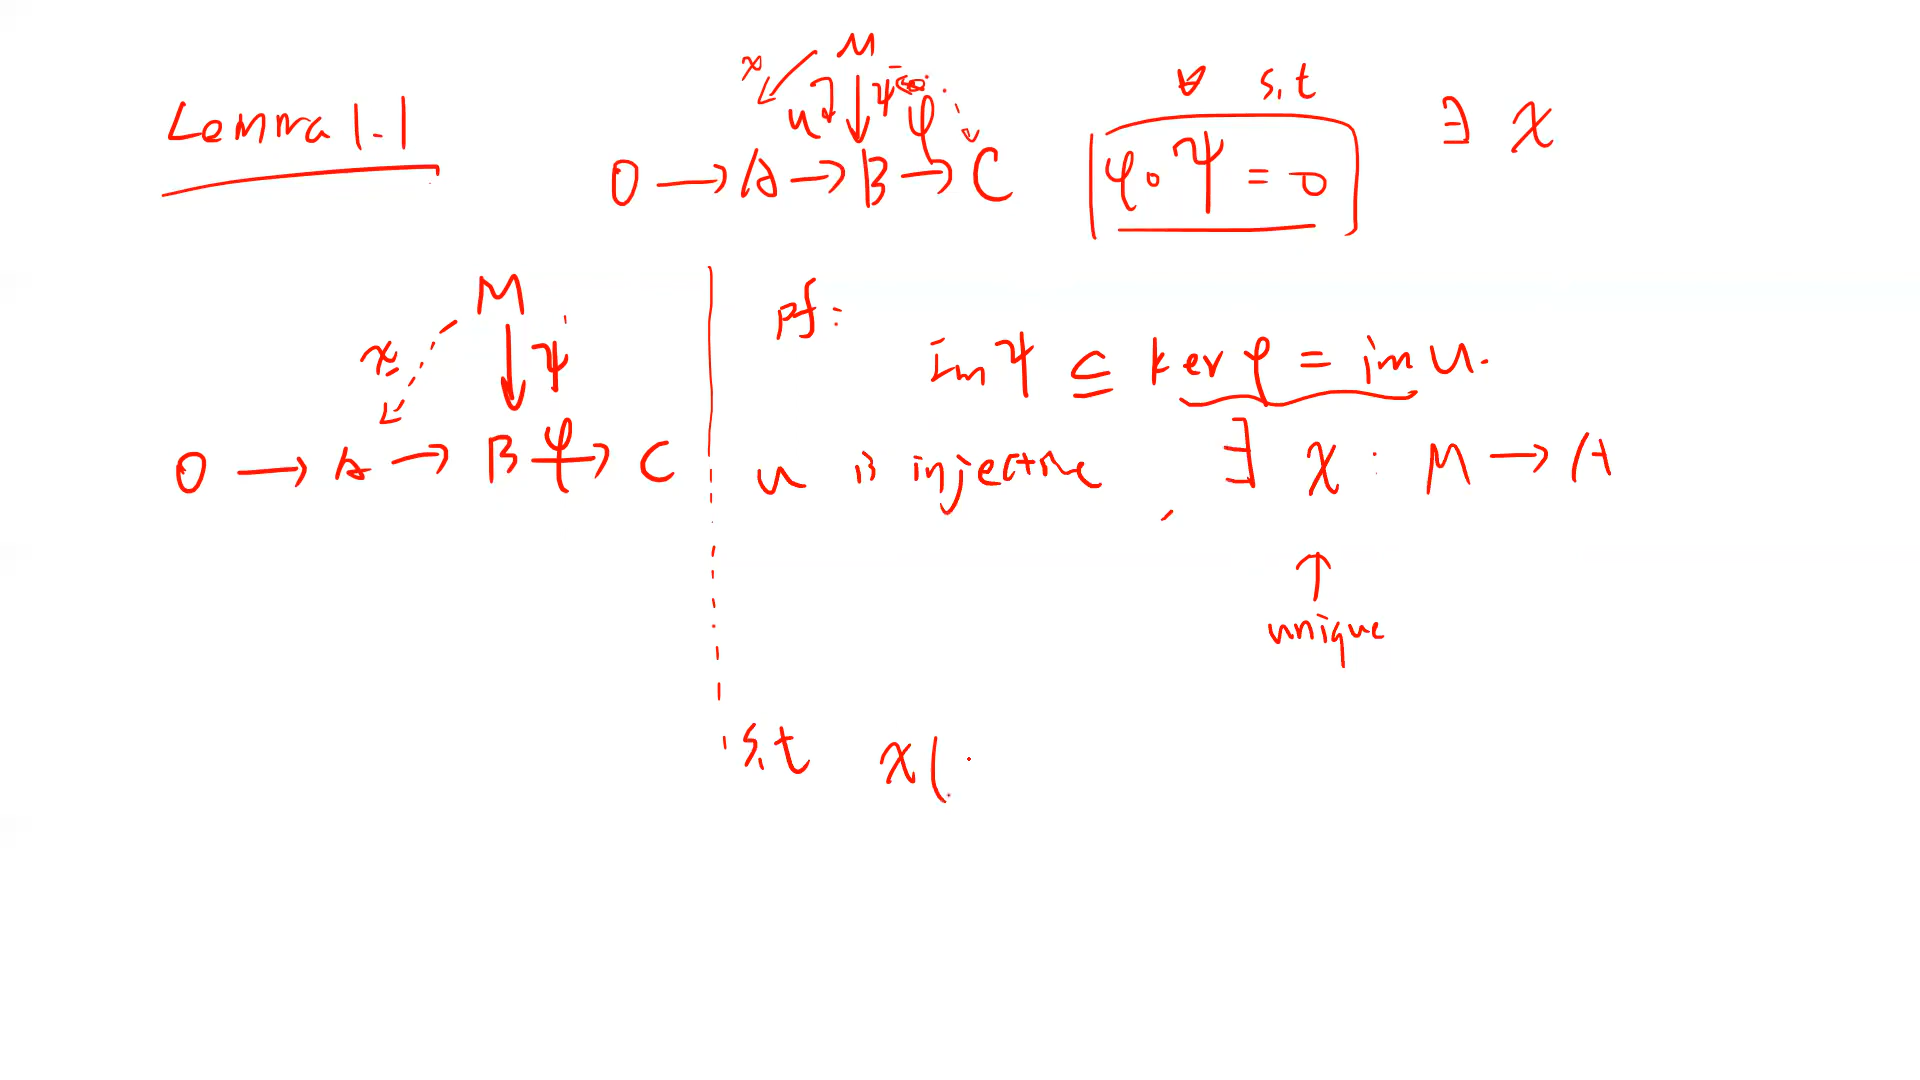 Lemma 1.1
M
x u ψ φ
0 → A → B → C
∀ s,t
φ∘ψ = 0
∃ χ
M
x ψ
0 → A → B φ → C
pf:
Im ψ ⊆ ker φ = im u.
u is injective , ∃ χ : M → A
↑
unique
s,t χ(